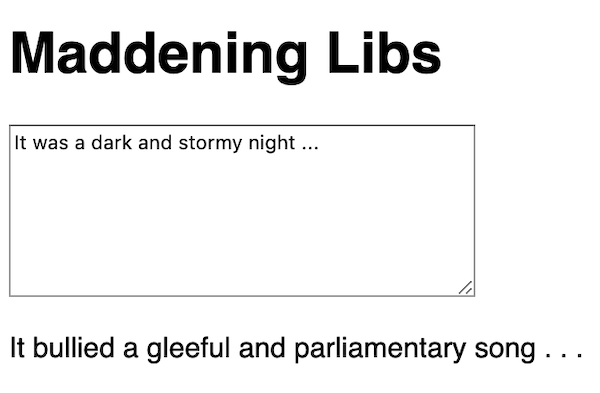 Maddening Libs
It was a dark and stormy night ...
It bullied a gleeful and parliamentary song . . .